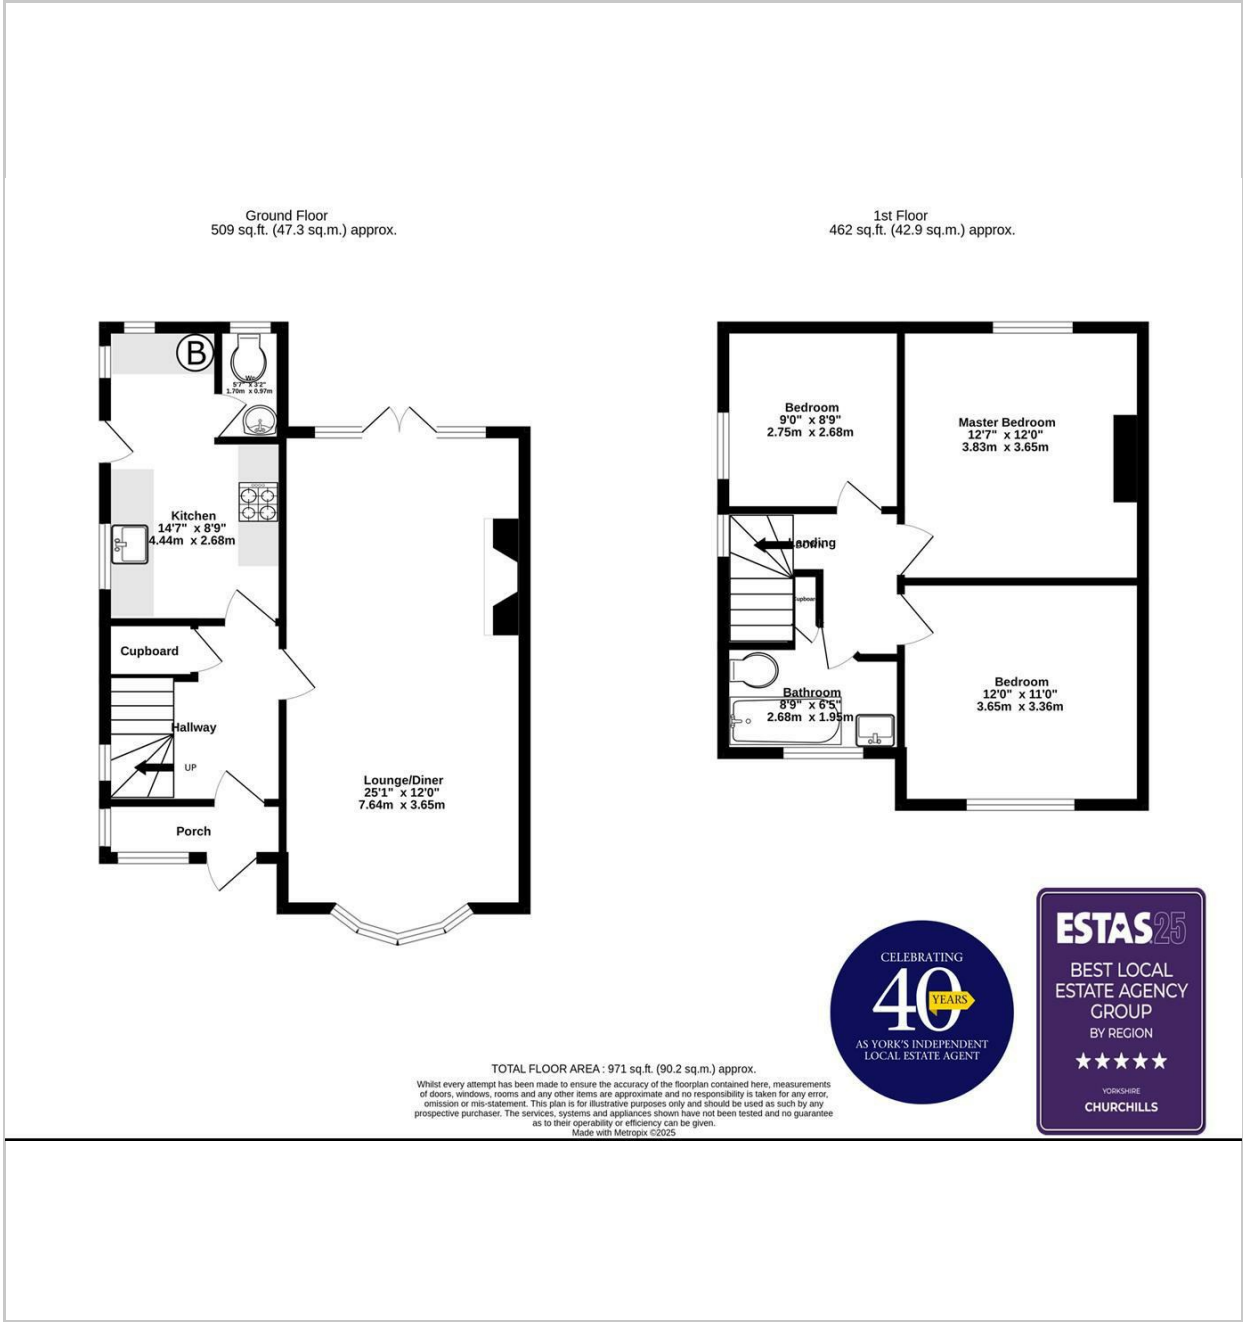 Ground Floor
509 sq.ft. (47.3 sq.m.) approx.
1st Floor
462 sq.ft. (42.9 sq.m.) approx.
B
5'7" x 3'2"
1.70m x 0.97m
Kitchen
14'7" x 8'9"
4.44m x 2.68m
Cupboard
Hallway
UP
Porch
Lounge/Diner
25'1" x 12'0"
7.64m x 3.65m
Bedroom
9'0" x 8'9"
2.75m x 2.68m
Master Bedroom
12'7" x 12'0"
3.83m x 3.65m
Landing
Bathroom
8'9" x 6'5"
2.68m x 1.95m
Bedroom
12'0" x 11'0"
3.65m x 3.36m
CELEBRATING
40 YEARS
AS YORK'S INDEPENDENT
LOCAL ESTATE AGENT
ESTAS 25
BEST LOCAL
ESTATE AGENCY
GROUP
BY REGION
YORKSHIRE
CHURCHILLS
TOTAL FLOOR AREA : 971 sq.ft. (90.2 sq.m.) approx.
Whilst every attempt has been made to ensure the accuracy of the floorplan contained here, measurements
of doors, windows, rooms and any other items are approximate and no responsibility is taken for any error,
omission or mis-statement. This plan is for illustrative purposes only and should be used as such by any
prospective purchaser. The services, systems and appliances shown have not been tested and no guarantee
as to their operability or efficiency can be given.
Made with Metropix ©2025